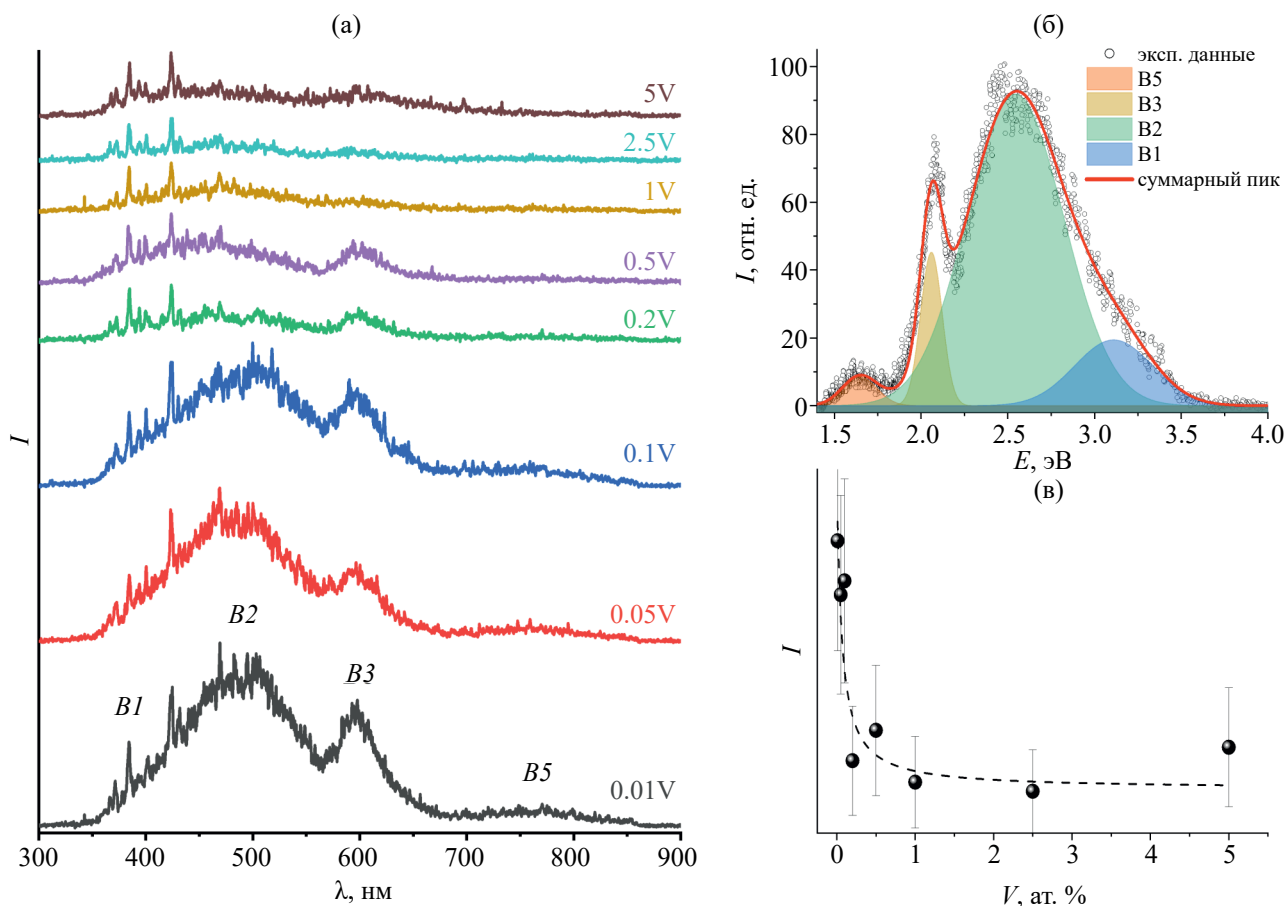 (а)
5V
2.5V
1V
0.5V
0.2V
0.1V
0.05V
0.01V
B1
B2
B3
B5
I
300 400 500 600 700 800 900
λ, нм
(б)
эксп. данные
B5
B3
B2
B1
суммарный пик
100
80
60
40
20
0
I, отн. ед.
1.5 2.0 2.5 3.0 3.5 4.0
E, эВ
(в)
I
0 1 2 3 4 5
V, ат. %